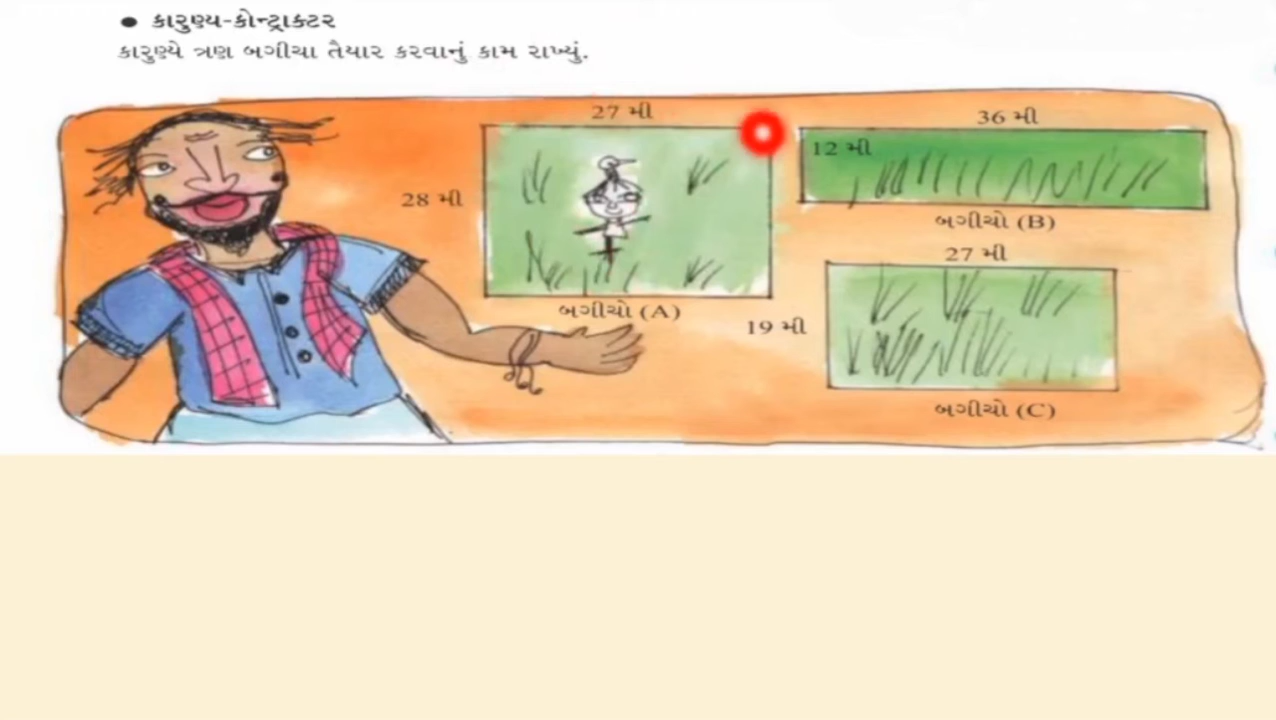 ● કારુણ્ય-કોન્ટ્રાક્ટર
કારુણ્યે ત્રણ બગીચા તૈયાર કરવાનું કામ રાખ્યું.
27 મી
28 મી
બગીચો (A)
36 મી
12 મી
બગીચો (B)
27 મી
19 મી
બગીચો (C)